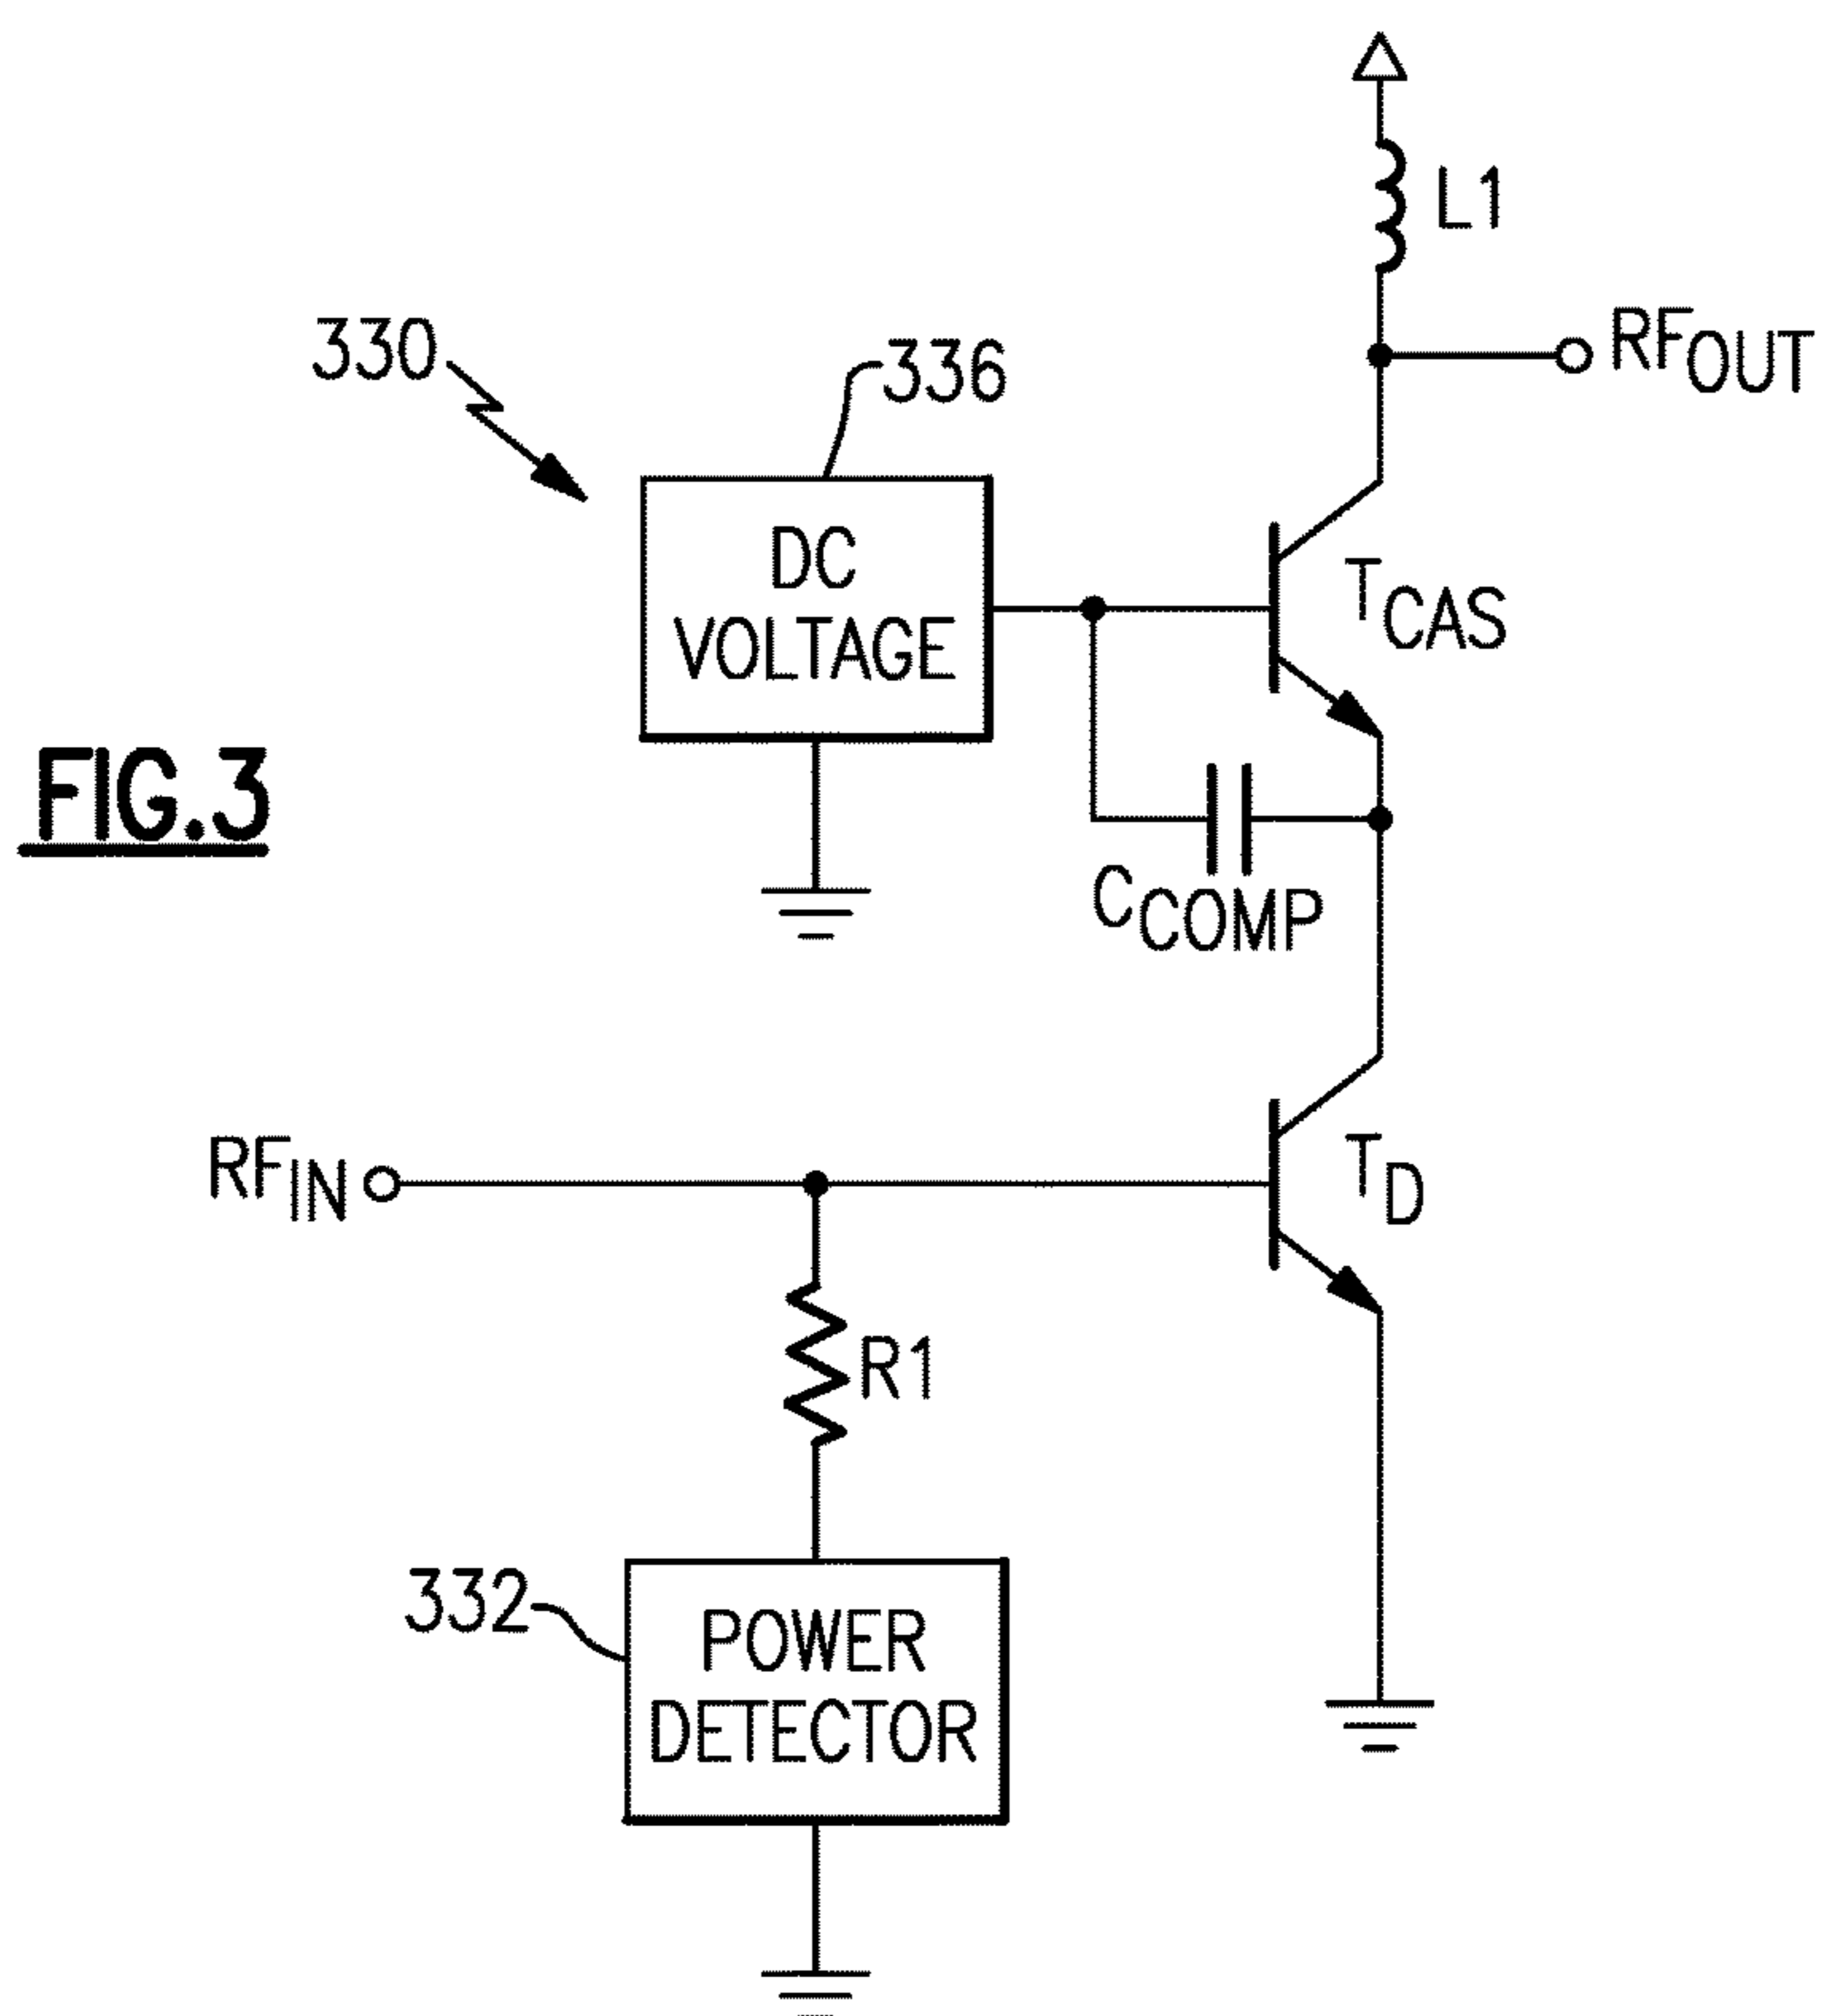 L1
RFOUT
330
336
DC
VOLTAGE
TCAS
FIG.3
CCOMP
RFIN
TD
R1
332
POWER
DETECTOR